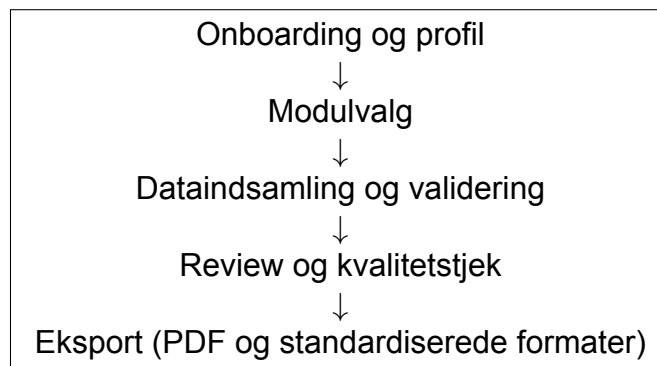 Onboarding og profil
↓
Modulvalg
↓
Dataindsamling og validering
↓
Review og kvalitetstjek
↓
Eksport (PDF og standardiserede formater)